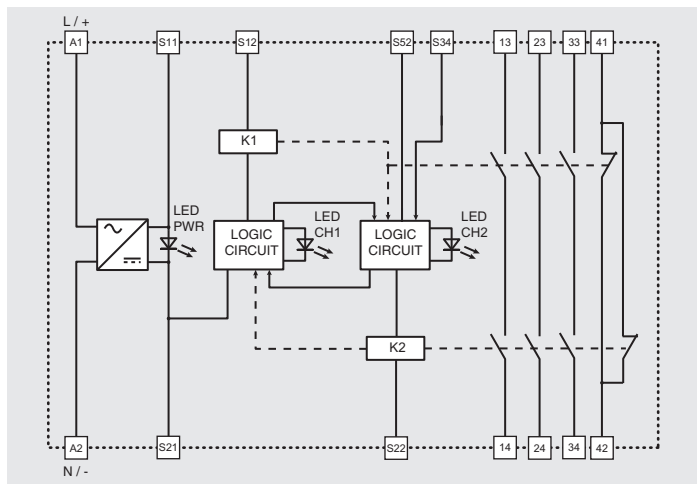 L / +
A1
S11
S12
S52
S34
13
23
33
41
K1
LED
PWR
LOGIC
CIRCUIT
LED
CH1
LOGIC
CIRCUIT
LED
CH2
K2
A2
S21
S22
14
24
34
42
N / -